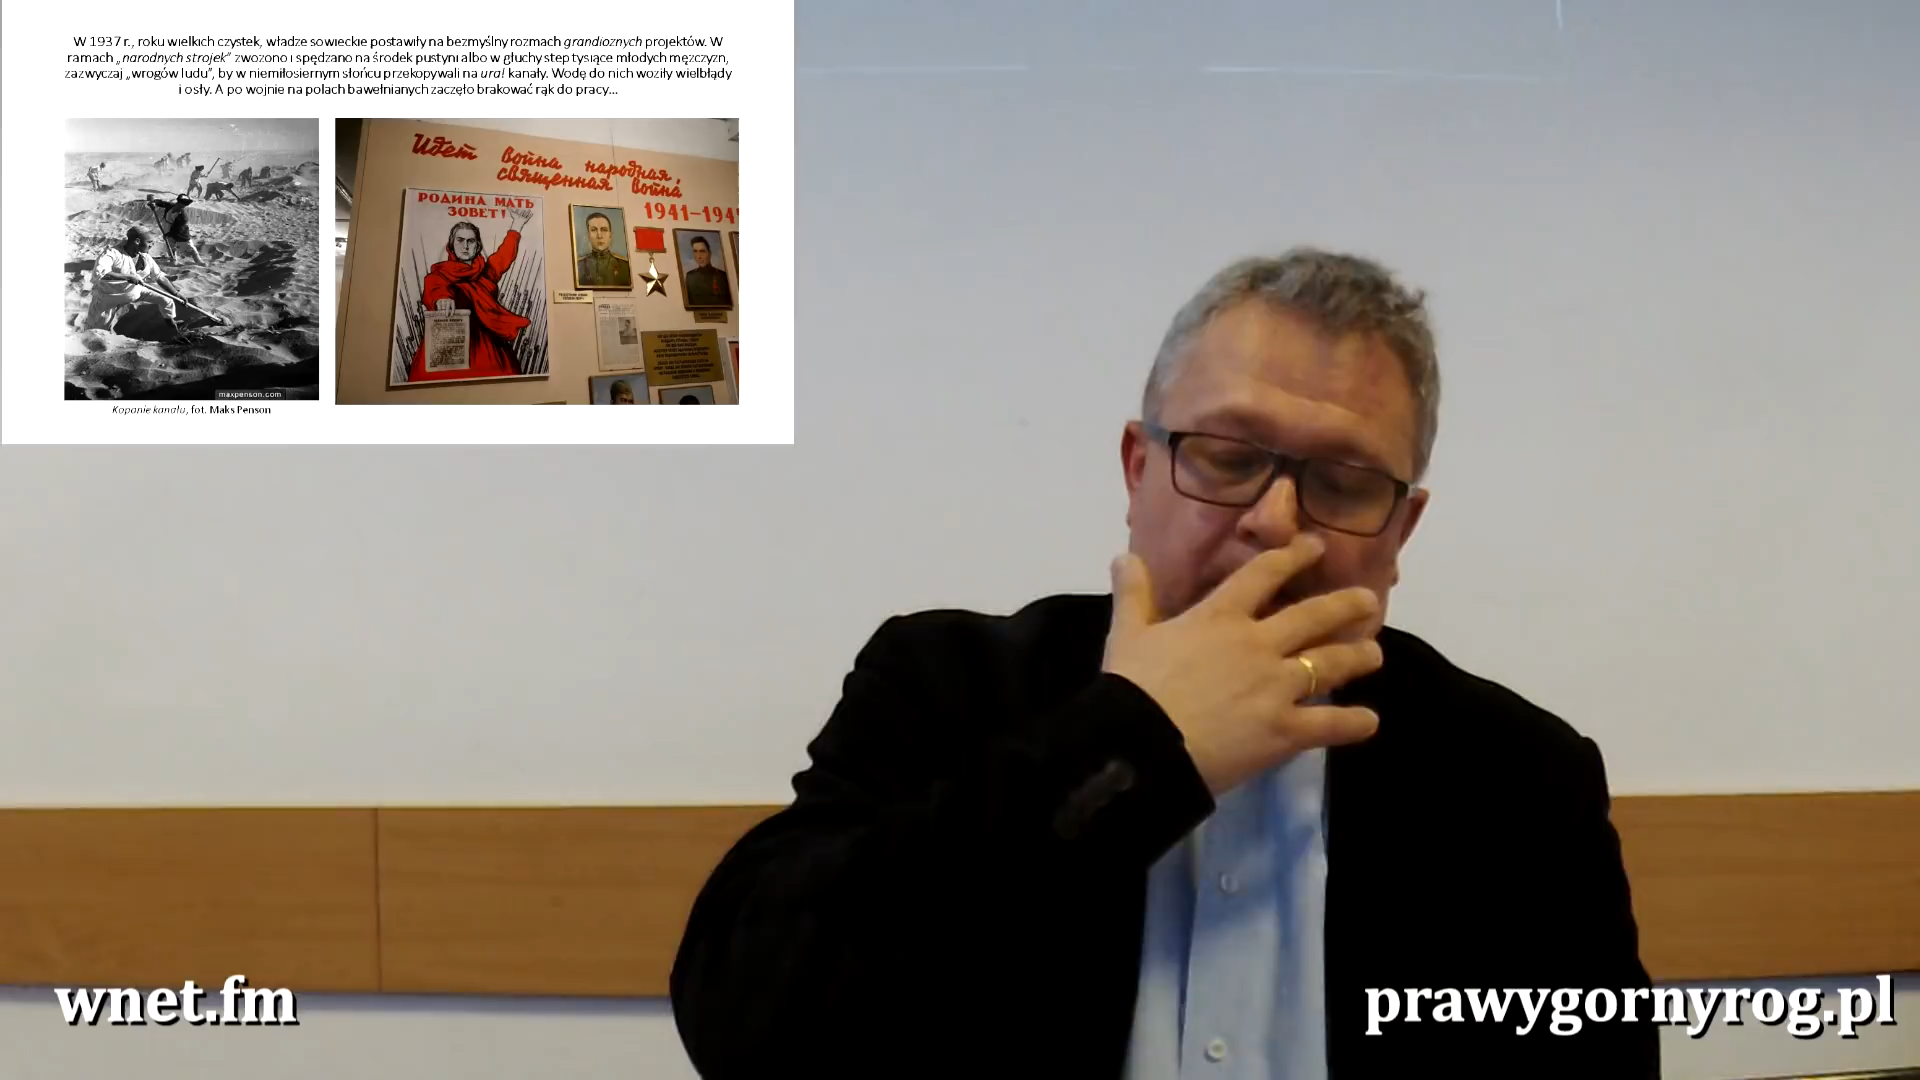 W 1937 r., roku wielkich czystek, władze sowieckie postawiły na bezmyślny rozmach grandioznych projektów. W
ramach „narodnych strojek” zwożono i spędzano na środek pustyni albo w głuchy step tysiące młodych mężczyzn,
zazwyczaj „wrogów ludu”, by w niemiłosiernym słońcu przekopywali na ura! kanały. Wodę do nich woziły wielbłądy
i osły. A po wojnie na polach bawełnianych zaczęło brakować rąk do pracy...
Идет война народная,
священная война
1941-194
РОДИНА МАТЬ
ЗОВЕТ!
maxpenson.com
Kopanie kanału, fot. Maks Penson
wnet.fm
prawygornyrog.pl